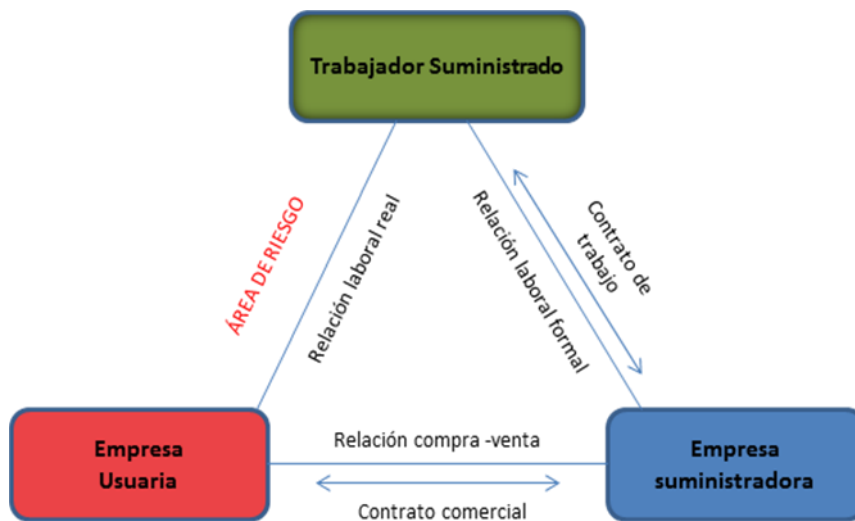 Trabajador Suministrado
ÁREA DE RIESGO
Relación laboral real
Relación laboral formal
Contrato de
trabajo
Empresa
Usuaria
Relación compra -venta
Contrato comercial
Empresa
suministradora